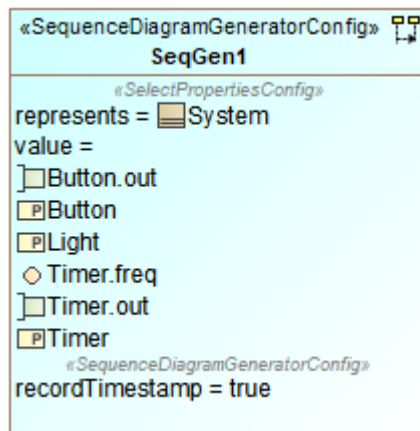 «SequenceDiagramGeneratorConfig»
SeqGen1
«SelectPropertiesConfig»
represents = System
value =
Button.out
P Button
P Light
Timer.freq
Timer.out
P Timer
«SequenceDiagramGeneratorConfig»
recordTimestamp = true